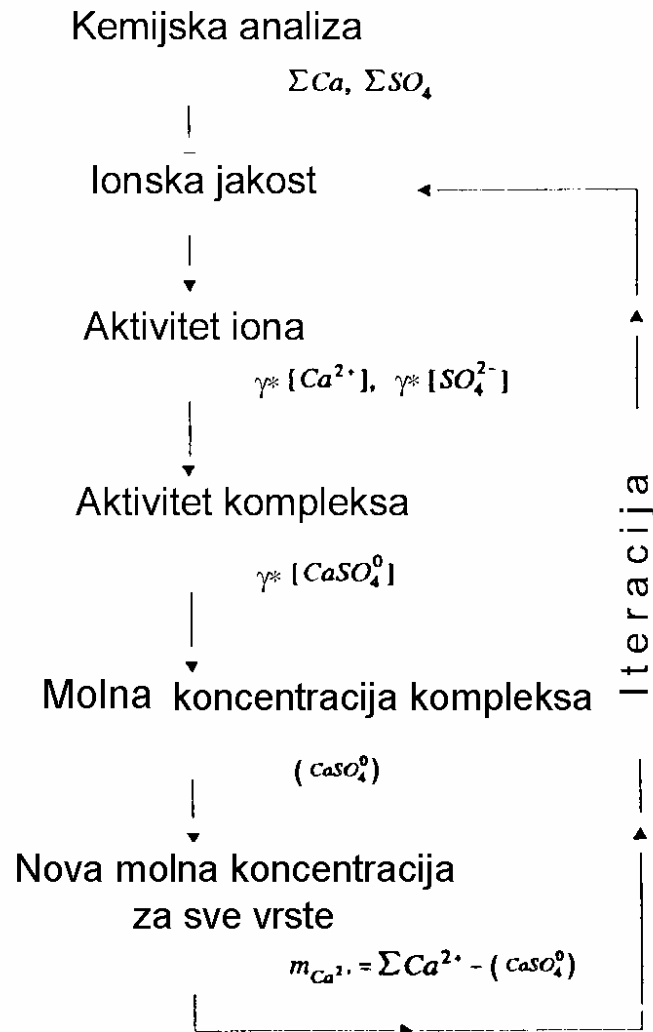 Kemijska analiza
ΣCa, ΣSO₄
Ionska jakost
Aktivitet iona
γ* [Ca²⁺], γ* [SO₄²⁻]
Aktivitet kompleksa
γ* [CaSO₄⁰]
Molna koncentracija kompleksa
(CaSO₄⁰)
Nova molna koncentracija
za sve vrste
m_Ca²⁺ = ΣCa²⁺ - (CaSO₄⁰)
Iteracija